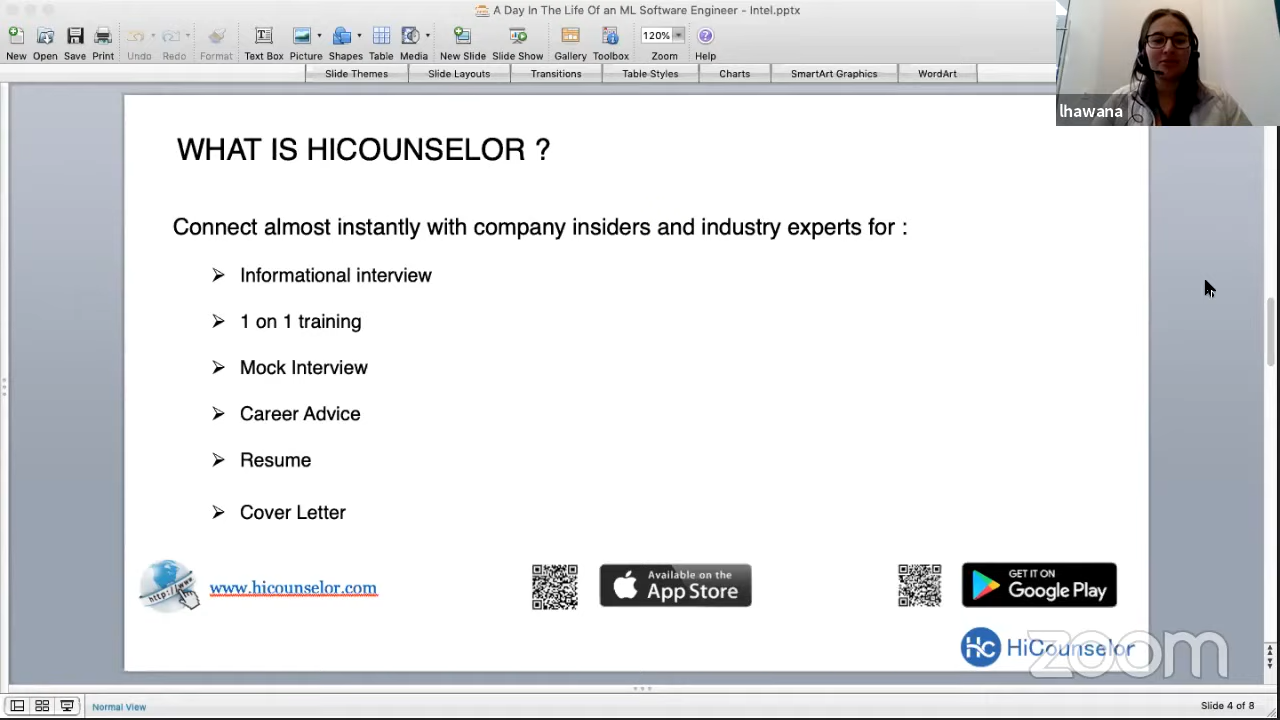 A Day In The Life Of an ML Software Engineer - Intel.pptx
120%
New Open Save Print Undo Redo Format Text Box Picture Shapes Table Media New Slide Slide Show Gallery Toolbox Zoom Help
Slide Themes Slide Layouts Transitions Table Styles Charts SmartArt Graphics WordArt
lhawana
WHAT IS HICOUNSELOR ?
Connect almost instantly with company insiders and industry experts for :
Informational interview
1 on 1 training
Mock Interview
Career Advice
Resume
Cover Letter
http://www.
www.hicounselor.com
Available on the
App Store
GET IT ON
Google Play
HC HiCounselor
zoom
Normal View
Slide 4 of 8